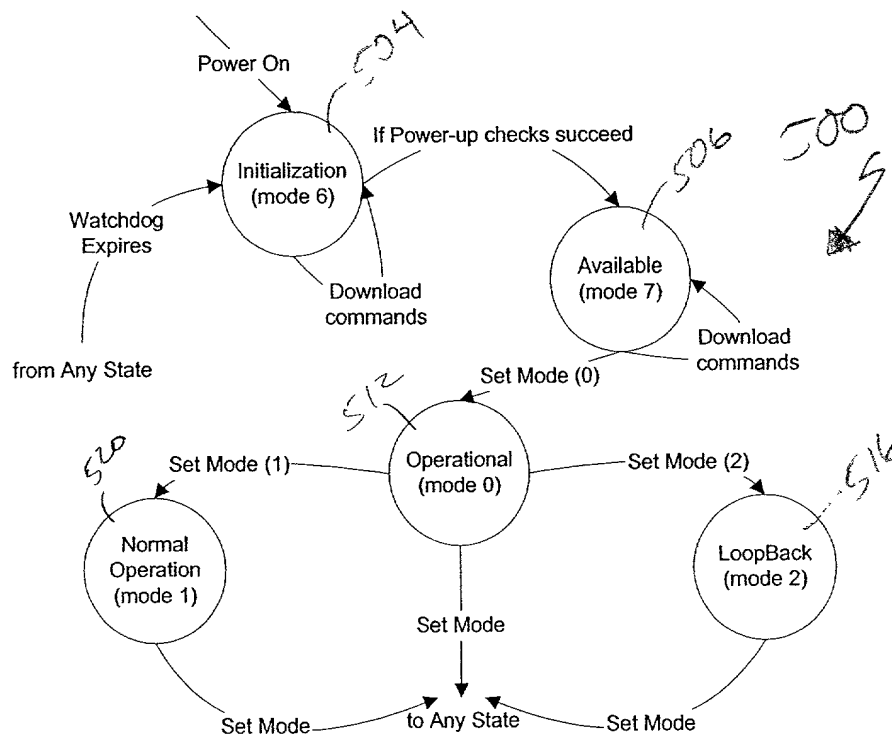 504
Power On
500
If Power-up checks succeed
506
Initialization
(mode 6)
Watchdog
Expires
Available
(mode 7)
Download
commands
Download
commands
from Any State
Set Mode (0)
512
520
Set Mode (1)
Operational
(mode 0)
Set Mode (2)
516
Normal
Operation
(mode 1)
LoopBack
(mode 2)
Set Mode
Set Mode
to Any State
Set Mode